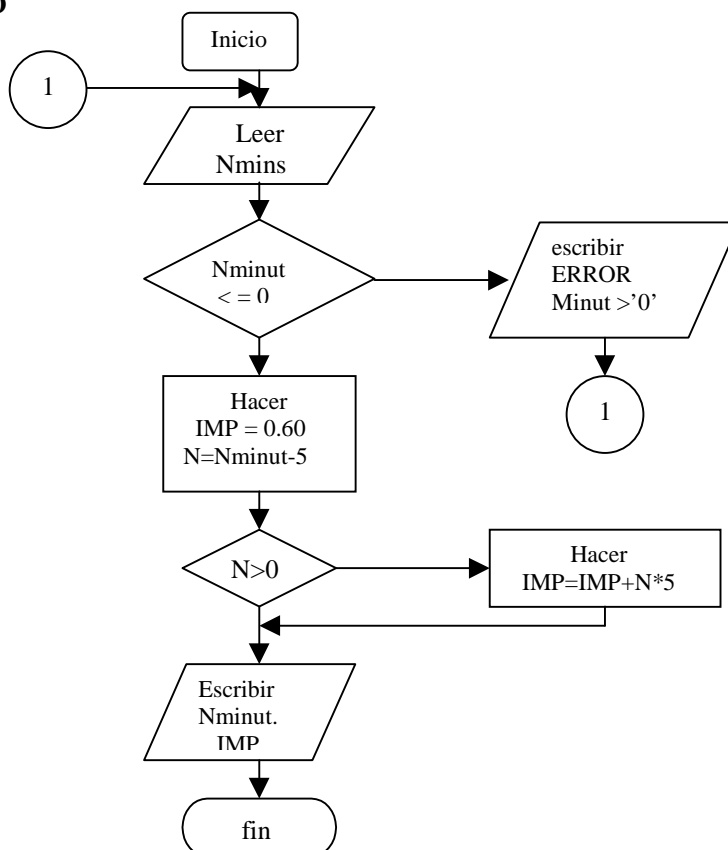 Inicio
1
Leer
Nmins
Nminut
< = 0
escribir
ERROR
Minut >’0’
1
Hacer
IMP = 0.60
N=Nminut-5
N>0
Hacer
IMP=IMP+N*5
Escribir
Nminut.
IMP
fin